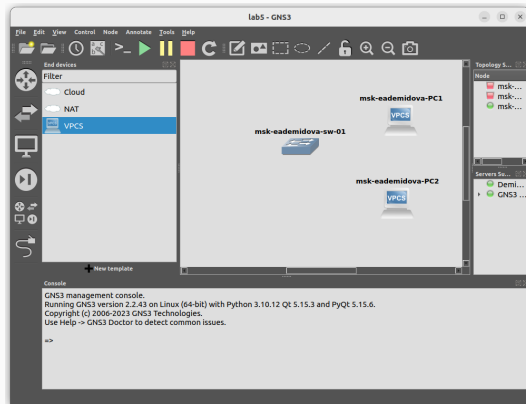 lab5 - GNS3
File Edit View Control Node Annotate Tools Help
End devices
Filter
Cloud
NAT
VPCS
New template
msk-eademidova-PC1
VPCS
msk-eademidova-sw-01
msk-eademidova-PC2
VPCS
Topology S...
Node
msk-...
msk-...
msk-...
Servers Su...
Demi...
GNS3 ...
Console
GNS3 management console.
Running GNS3 version 2.2.43 on Linux (64-bit) with Python 3.10.12 Qt 5.15.3 and PyQt 5.15.6.
Copyright (c) 2006-2023 GNS3 Technologies.
Use Help -> GNS3 Doctor to detect common issues.
=>